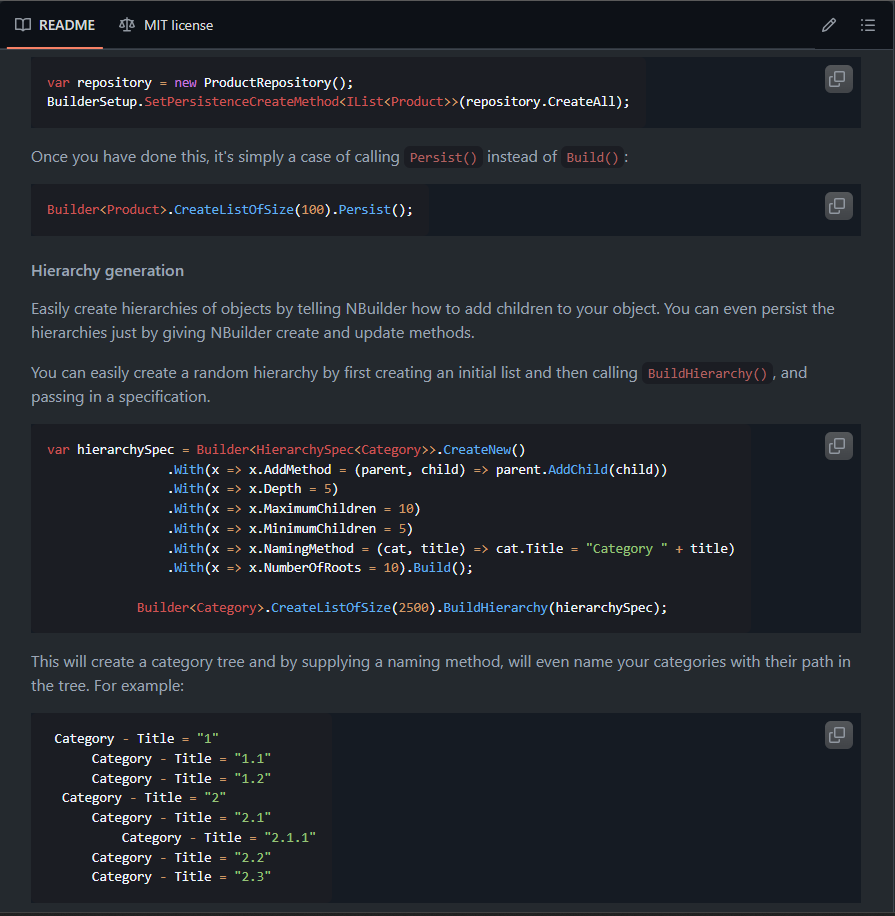 README MIT license
var repository = new ProductRepository();
BuilderSetup.SetPersistenceCreateMethod<IList<Product>>(repository.CreateAll);
Once you have done this, it's simply a case of calling Persist() instead of Build() :
Builder<Product>.CreateListOfSize(100).Persist();
Hierarchy generation
Easily create hierarchies of objects by telling NBuilder how to add children to your object. You can even persist the
hierarchies just by giving NBuilder create and update methods.
You can easily create a random hierarchy by first creating an initial list and then calling BuildHierarchy() , and
passing in a specification.
var hierarchySpec = Builder<HierarchySpec<Category>>.CreateNew()
.With(x => x.AddMethod = (parent, child) => parent.AddChild(child))
.With(x => x.Depth = 5)
.With(x => x.MaximumChildren = 10)
.With(x => x.MinimumChildren = 5)
.With(x => x.NamingMethod = (cat, title) => cat.Title = "Category " + title)
.With(x => x.NumberOfRoots = 10).Build();
Builder<Category>.CreateListOfSize(2500).BuildHierarchy(hierarchySpec);
This will create a category tree and by supplying a naming method, will even name your categories with their path in
the tree. For example:
Category - Title = "1"
Category - Title = "1.1"
Category - Title = "1.2"
Category - Title = "2"
Category - Title = "2.1"
Category - Title = "2.1.1"
Category - Title = "2.2"
Category - Title = "2.3"